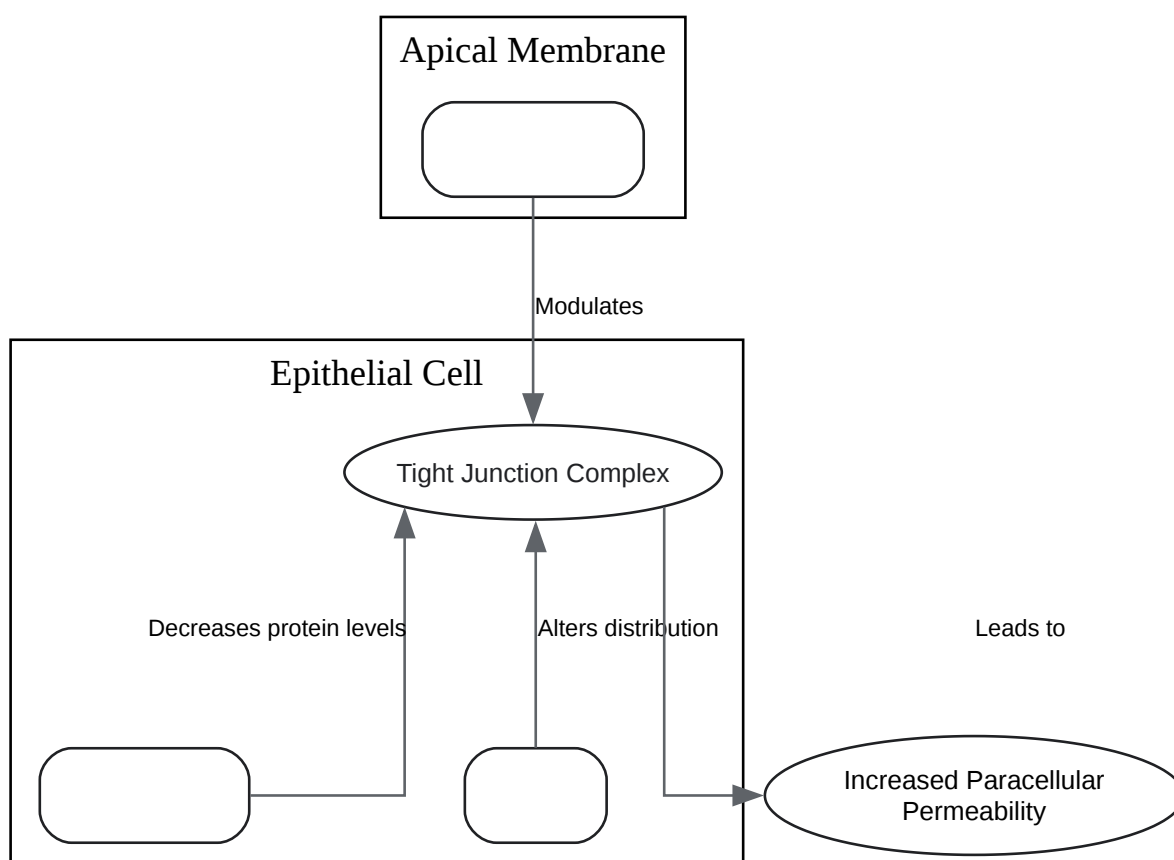 Apical Membrane
Modulates
Epithelial Cell
Tight Junction Complex
Decreases protein levels
Alters distribution
Leads to
Increased Paracellular
Permeability